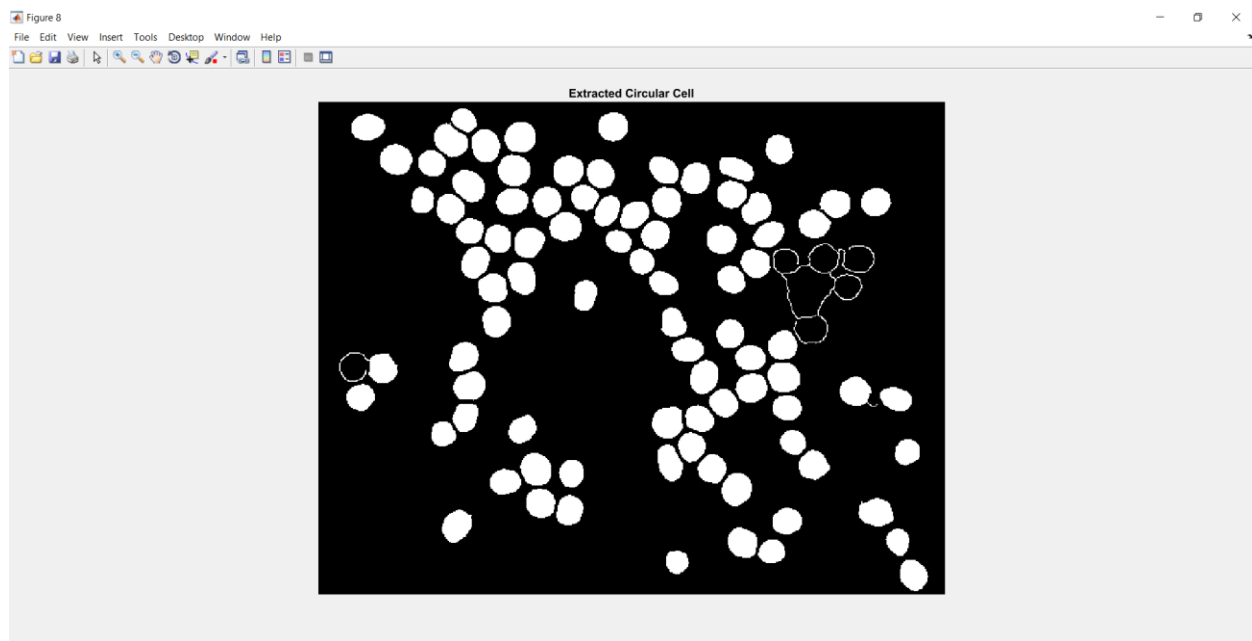 Figure 8
File Edit View Insert Tools Desktop Window Help
Extracted Circular Cell